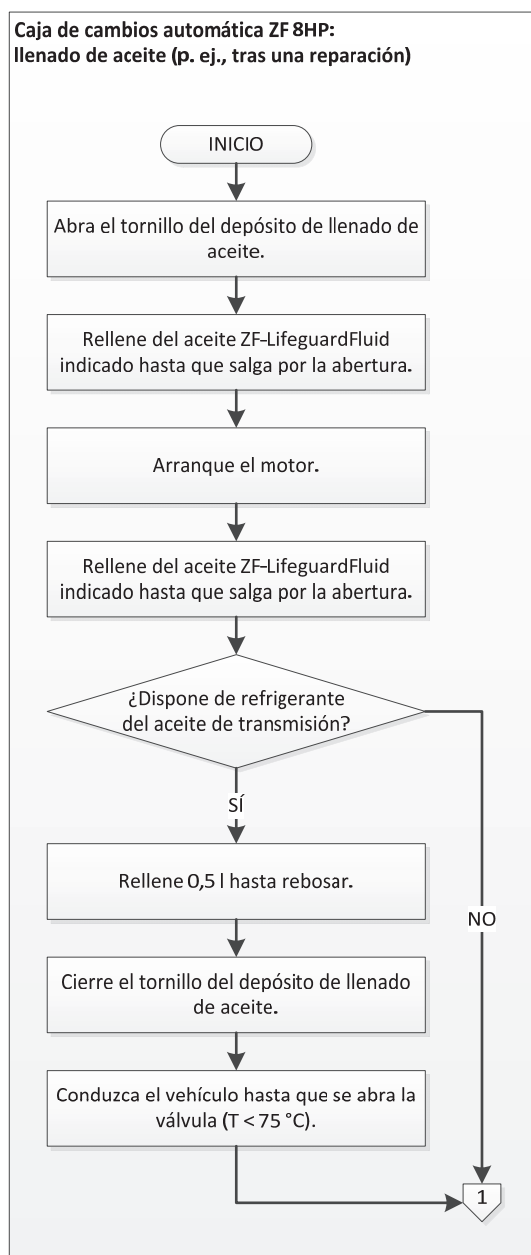 Caja de cambios automática ZF 8HP:
llenado de aceite (p. ej., tras una reparación)
INICIO
Abra el tornillo del depósito de llenado de
aceite.
Rellene del aceite ZF-LifeguardFluid
indicado hasta que salga por la abertura.
Arranque el motor.
Rellene del aceite ZF-LifeguardFluid
indicado hasta que salga por la abertura.
¿Dispone de refrigerante
del aceite de transmisión?
SÍ
Rellene 0,5 l hasta rebosar.
NO
Cierre el tornillo del depósito de llenado
de aceite.
Conduzca el vehículo hasta que se abra la
válvula (T < 75 °C).
1